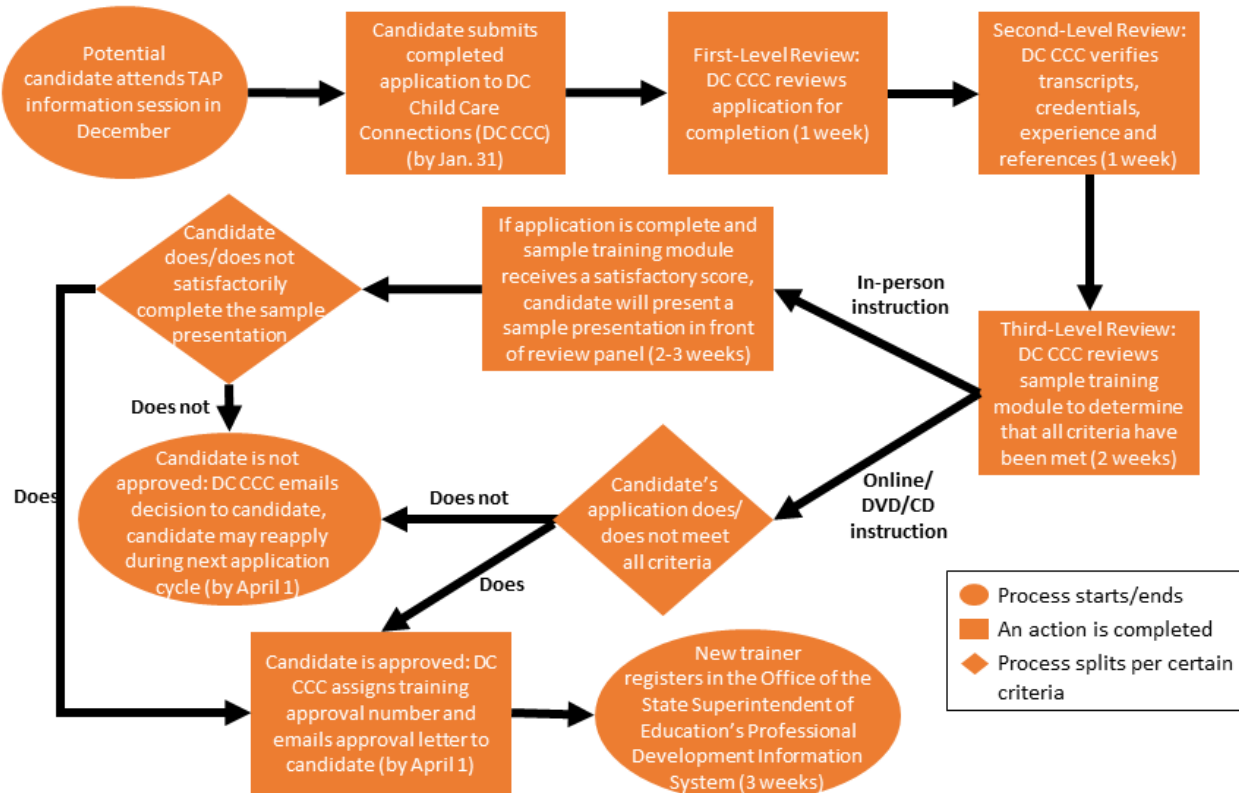 Potential
candidate attends TAP
information session in
December
Candidate submits
completed
application to DC
Child Care
Connections (DC CCC)
(by Jan. 31)
First-Level Review:
DC CCC reviews
application for
completion (1 week)
Second-Level Review:
DC CCC verifies
transcripts,
credentials,
experience and
references (1 week)
Third-Level Review:
DC CCC reviews
sample training
module to determine
that all criteria have
been met (2 weeks)
In-person
instruction
If application is complete and
sample training module
receives a satisfactory score,
candidate will present a
sample presentation in front
of review panel (2-3 weeks)
Candidate
does/does not
satisfactorily
complete the sample
presentation
Does not
Does
Candidate is not
approved: DC CCC emails
decision to candidate,
candidate may reapply
during next application
cycle (by April 1)
Online/
DVD/CD
instruction
Candidate's
application does/
does not meet
all criteria
Does not
Does
Candidate is approved: DC
CCC assigns training
approval number and
emails approval letter to
candidate (by April 1)
New trainer
registers in the Office of the
State Superintendent of
Education's Professional
Development Information
System (3 weeks)
Process starts/ends
An action is completed
Process splits per certain
criteria